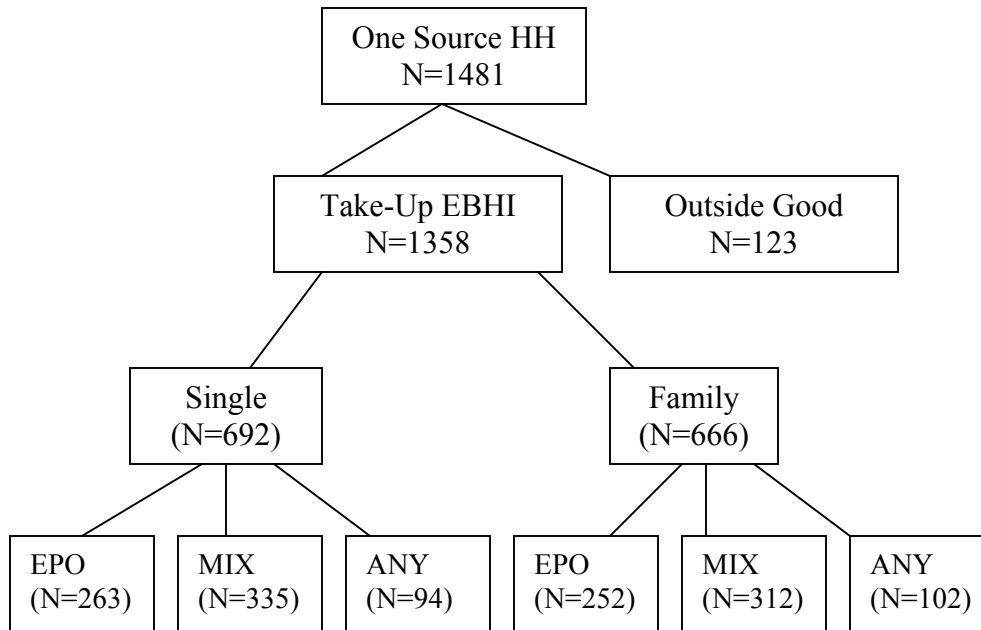 One Source HH
N=1481
Take-Up EBHI
N=1358
Outside Good
N=123
Single
(N=692)
Family
(N=666)
EPO
(N=263)
MIX
(N=335)
ANY
(N=94)
EPO
(N=252)
MIX
(N=312)
ANY
(N=102)